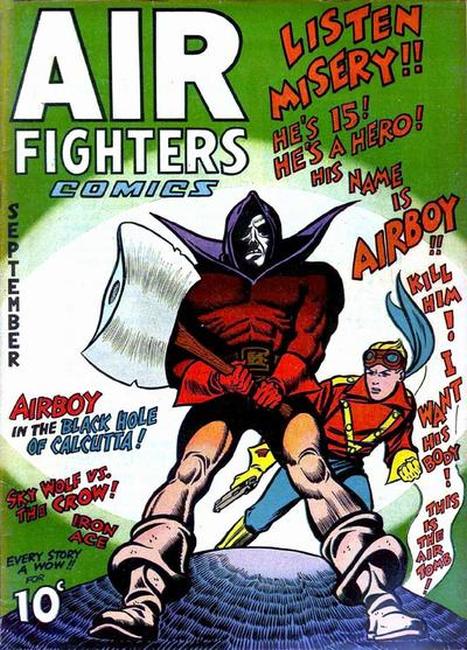 AIR
FIGHTERS
COMICS
SEPTEMBER
LISTEN
MISERY!!
HE'S 15!
HE'S A HERO!
HIS NAME
IS
AIRBOY
!!
KILL
HIM
!
I
WANT
HIS
BODY
!
THIS
IS
THE
AIR
TOMB
!
AIRBOY
IN THE BLACK HOLE
OF CALCUTTA!
SKY WOLF VS.
THE CROW!
IRON
ACE
EVERY STORY
A WOW!!
FOR
10¢